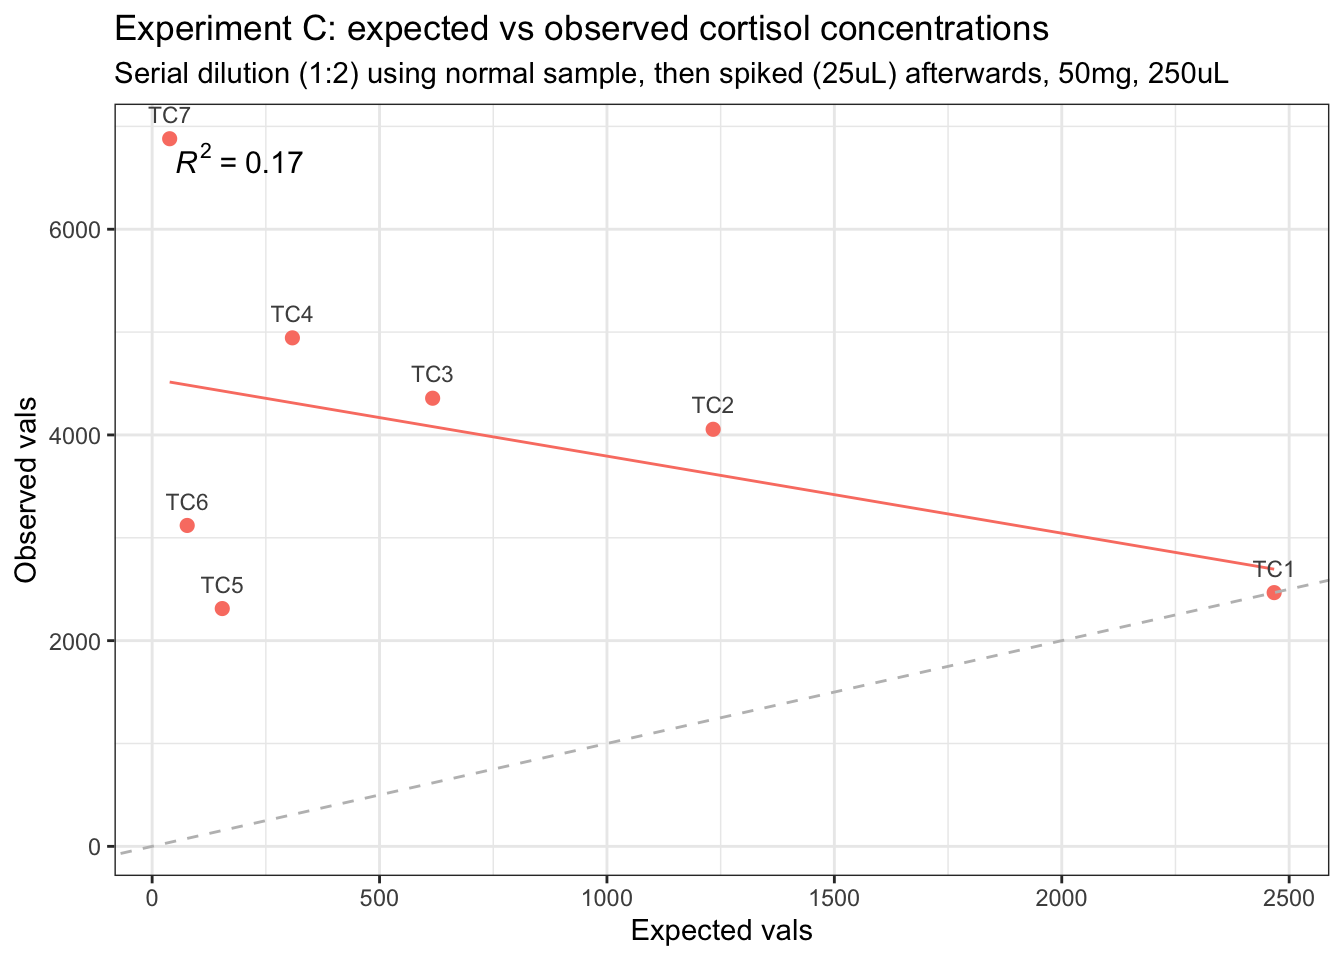 Experiment C: expected vs observed cortisol concentrations
Serial dilution (1:2) using normal sample, then spiked (25uL) afterwards, 50mg, 250uL
TC7
R² = 0.17
6000
TC4
TC3
TC2
4000
TC6
TC5
TC1
2000
0
Observed vals
0 500 1000 1500 2000 2500
Expected vals